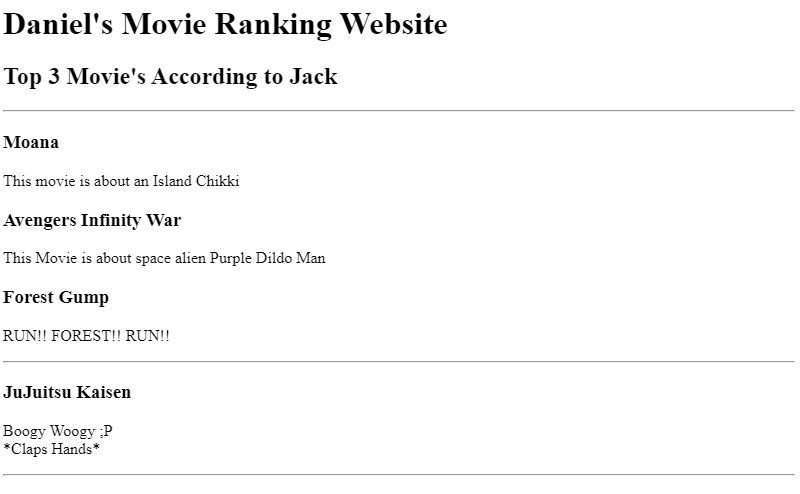 Daniel's Movie Ranking Website
Top 3 Movie's According to Jack
Moana
This movie is about an Island Chikki
Avengers Infinity War
This Movie is about space alien Purple Dildo Man
Forest Gump
RUN!! FOREST!! RUN!!
JuJuitsu Kaisen
Boogy Woogy ;P
*Claps Hands*